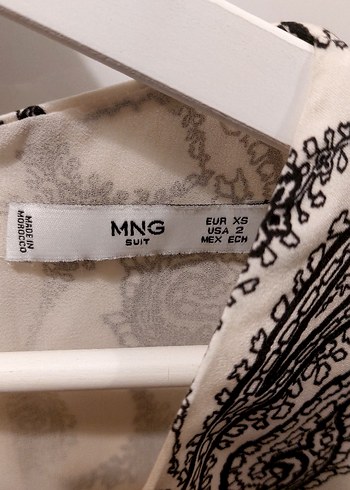 MADE IN
MOROCCO
MNG
SUIT
EUR XS
USA 2
MEX ECH